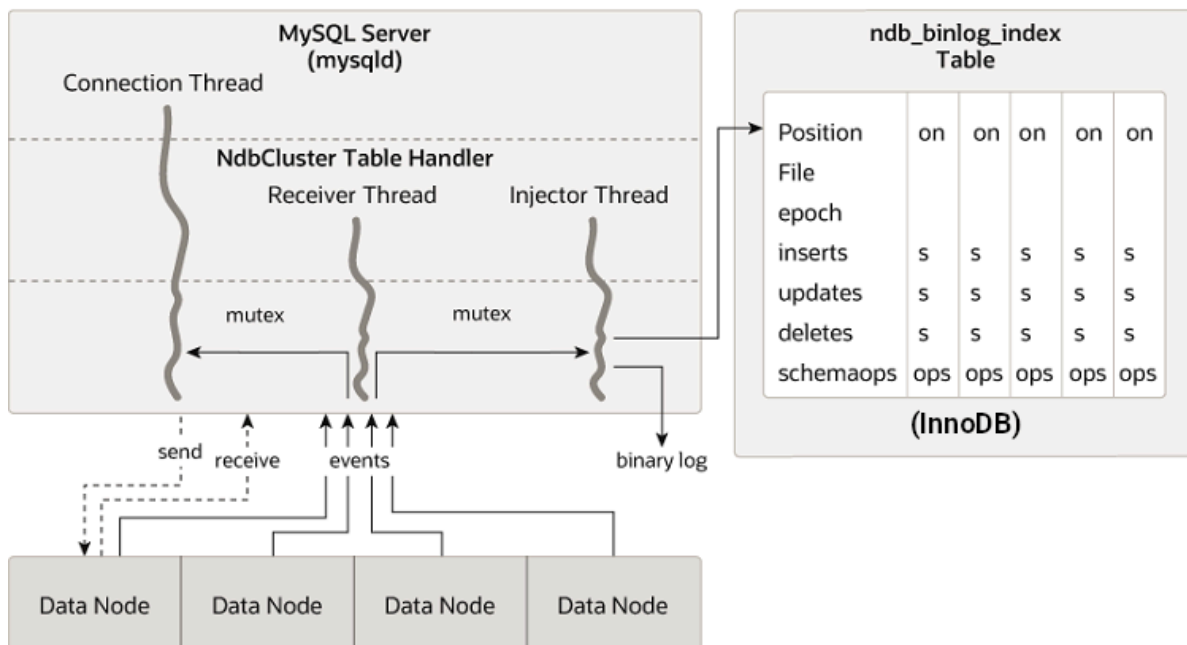 MySQL Server
(mysqld)
Connection Thread
NdbCluster Table Handler
Receiver Thread
Injector Thread
mutex
mutex
send
receive
events
binary log
Data Node
Data Node
Data Node
Data Node
ndb_binlog_index
Table
Position on on on on on
File
epoch
inserts s s s s s
updates s s s s s
deletes s s s s s
schemaops ops ops ops ops ops
(InnoDB)